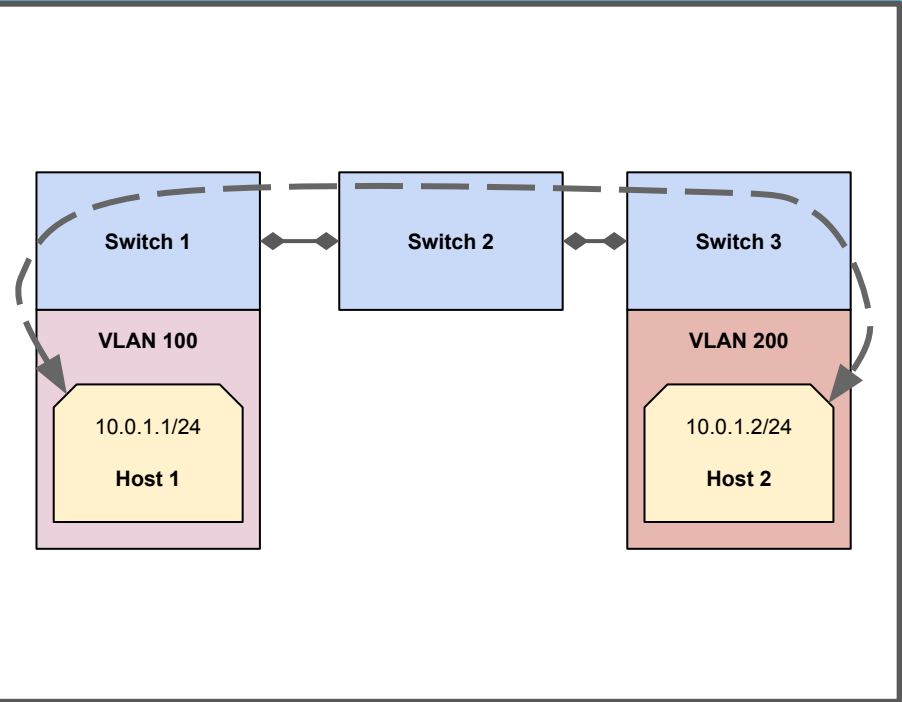 Switch 1
Switch 2
Switch 3
VLAN 100
VLAN 200
10.0.1.1/24
Host 1
10.0.1.2/24
Host 2